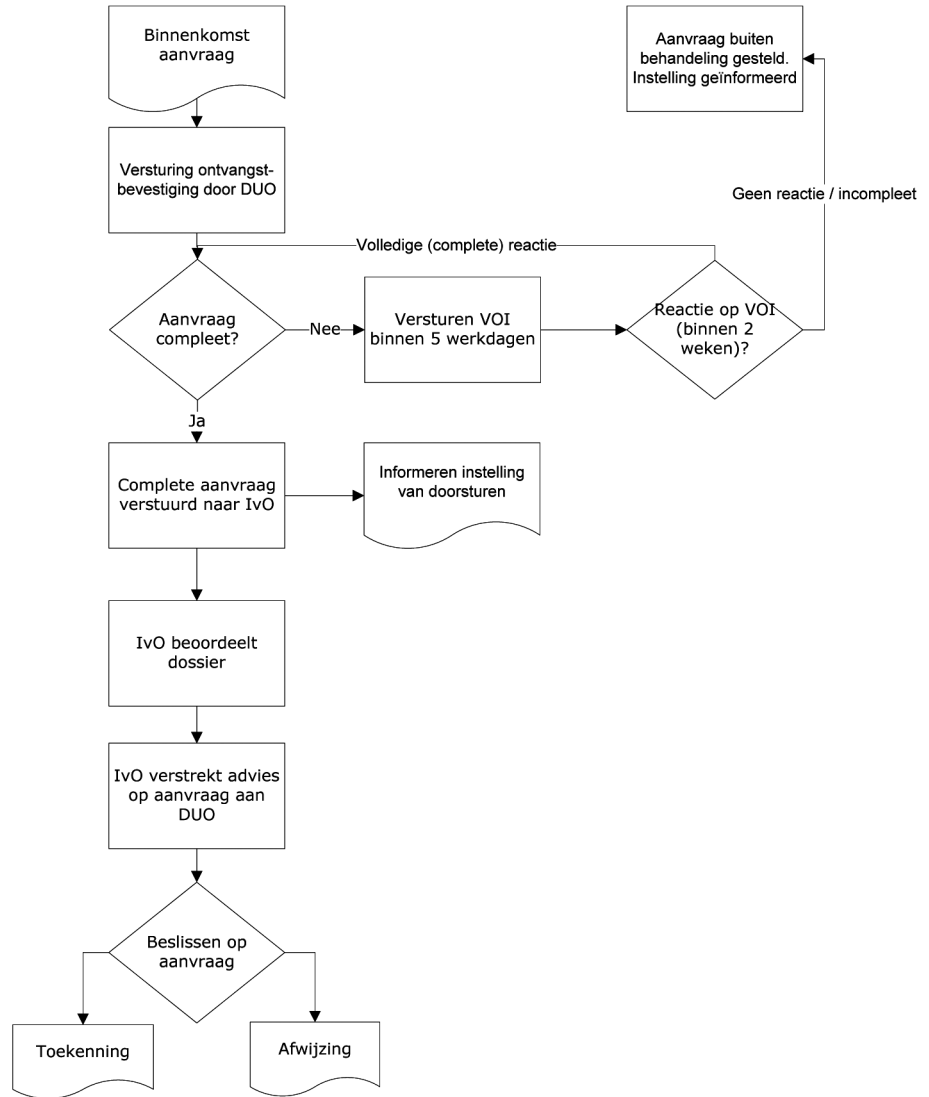 Binnenkomst
aanvraag
Aanvraag buiten
behandeling gesteld.
Instelling geïnformeerd
Versturing ontvangst-
bevestiging door DUO
Geen reactie / incompleet
Volledige (complete) reactie
Aanvraag
compleet?
Nee
Versturen VOI
binnen 5 werkdagen
Reactie op VOI
(binnen 2
weken)?
Ja
Complete aanvraag
verstuurd naar IvO
Informeren instelling
van doorsturen
IvO beoordeelt
dossier
IvO verstrekt advies
op aanvraag aan
DUO
Beslissen op
aanvraag
Toekenning
Afwijzing